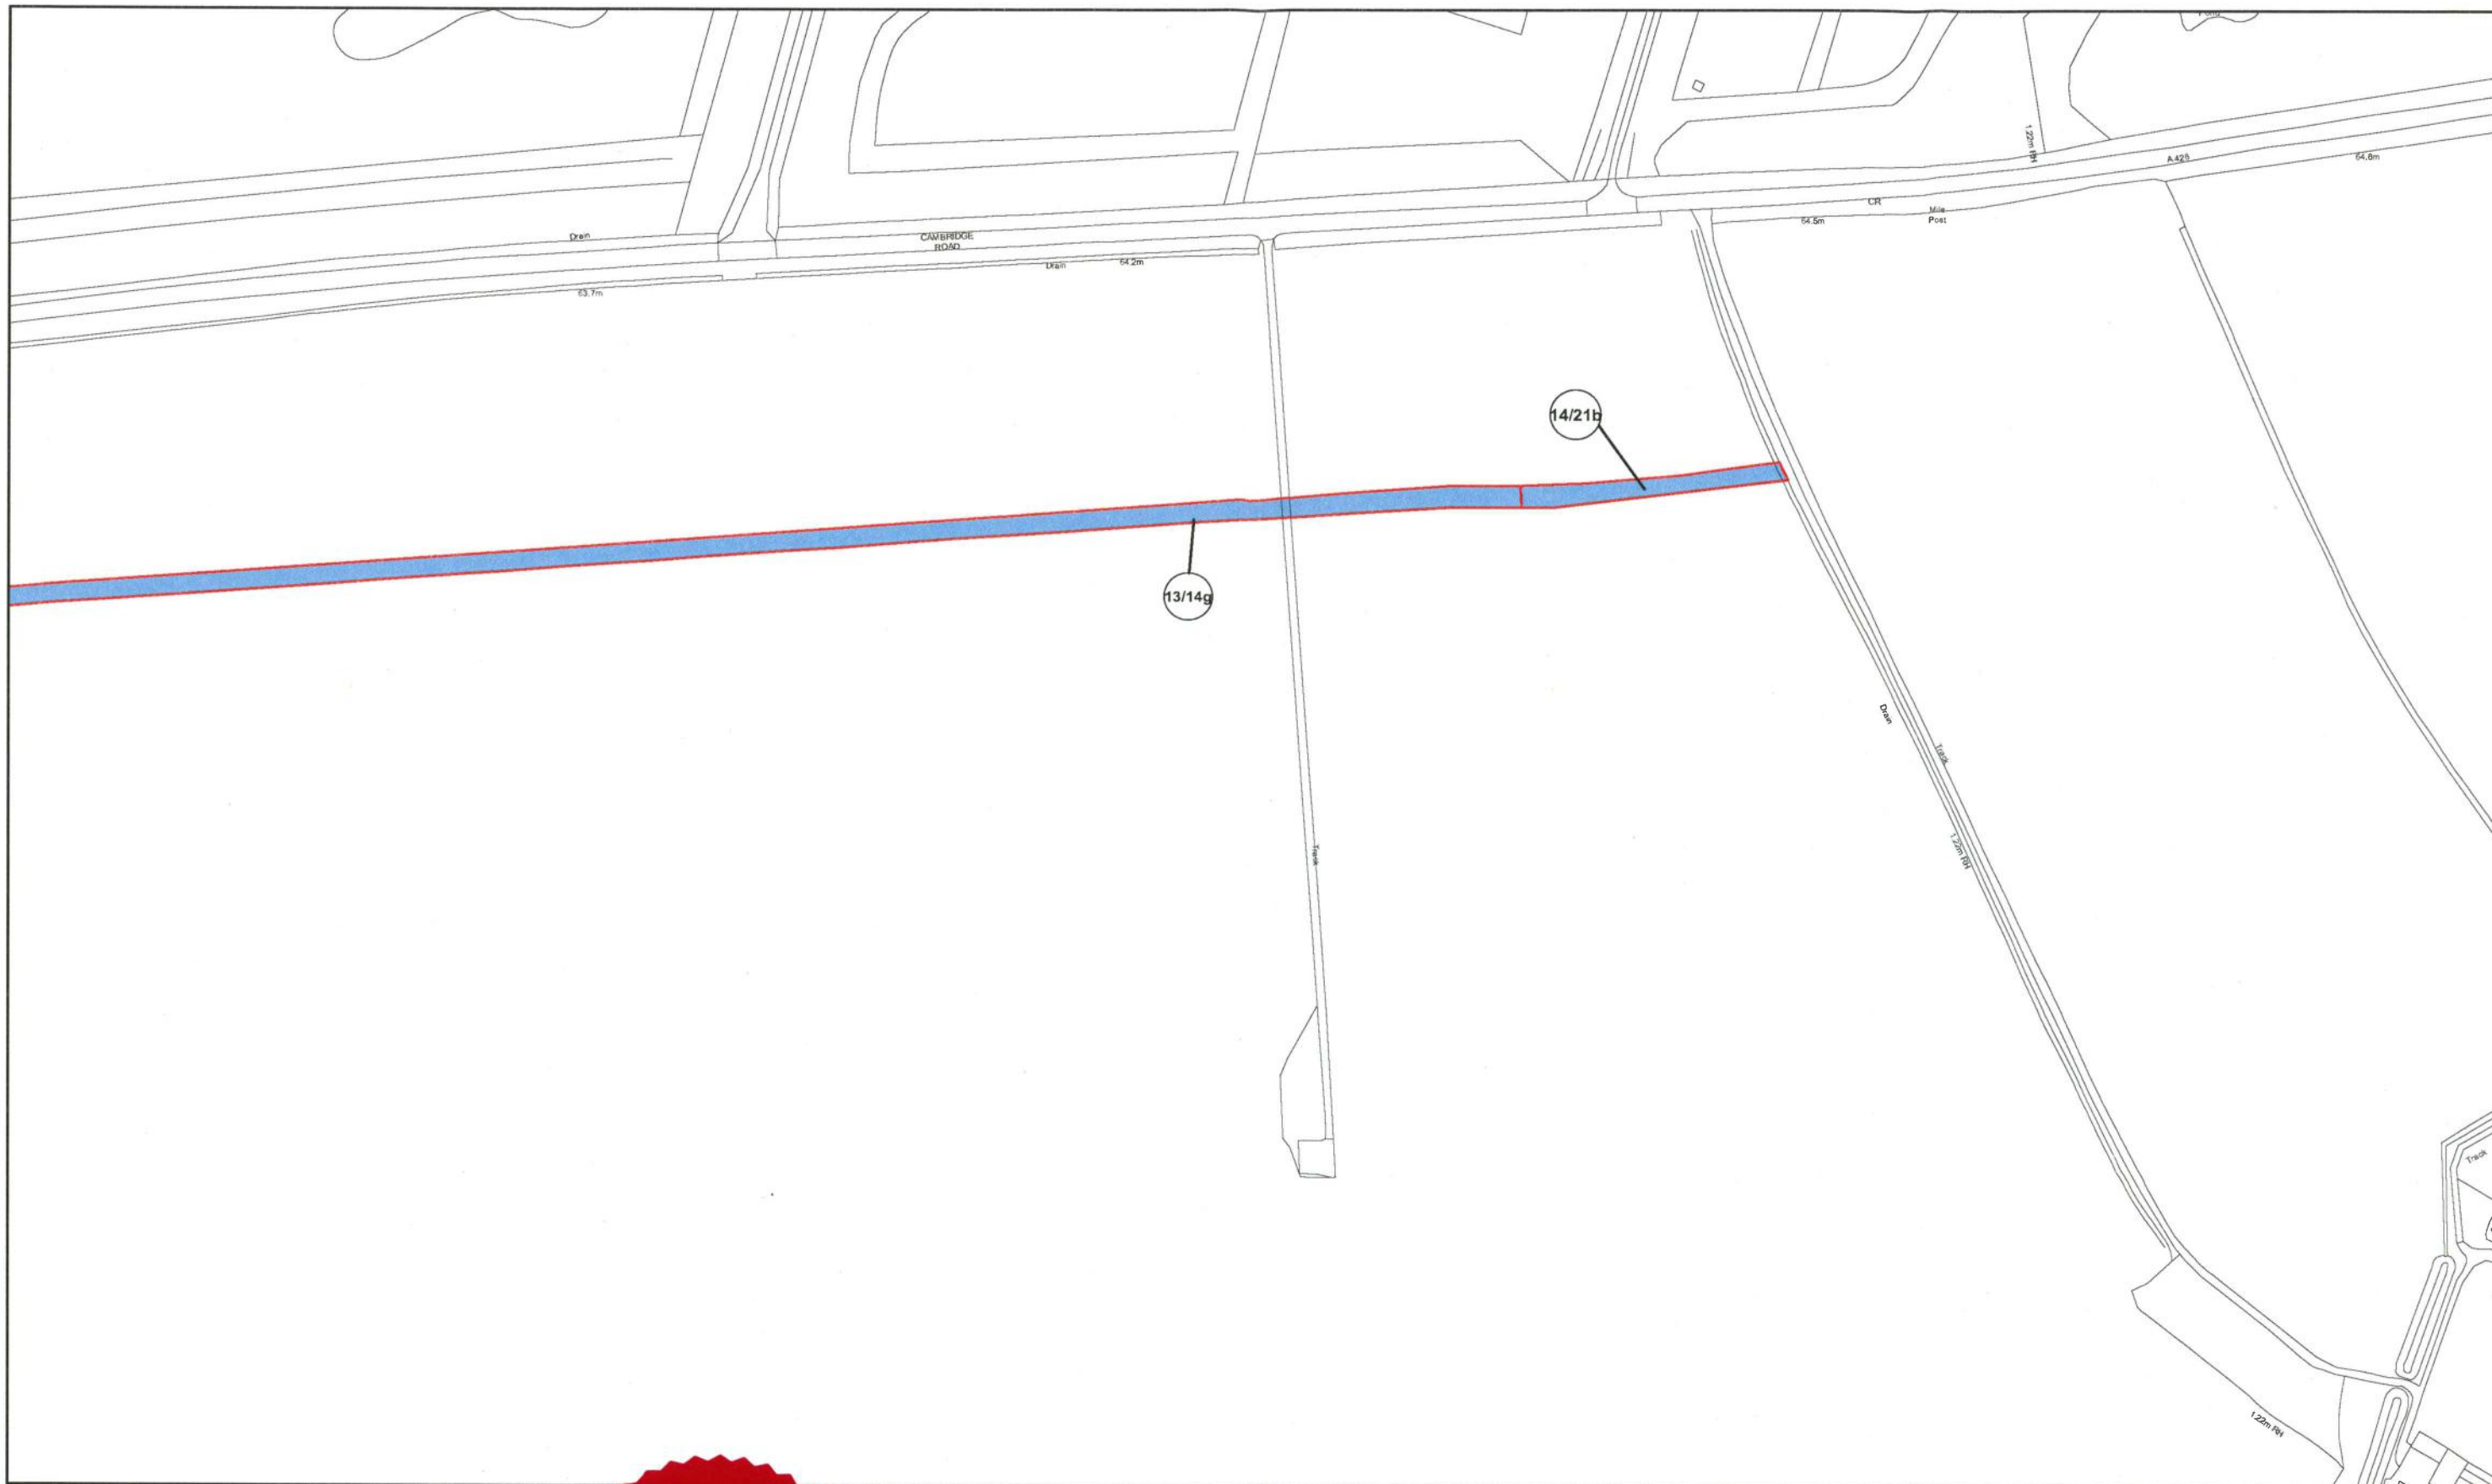 1.22m RH
A 428
64.8m
CR
Mile
Post
64.5m
Drain
CAMBRIDGE
ROAD
Drain
64.2m
63.7m
14/21b
13/14g
Drain
Track
1.22m RH
Track
Track
1.22m RH